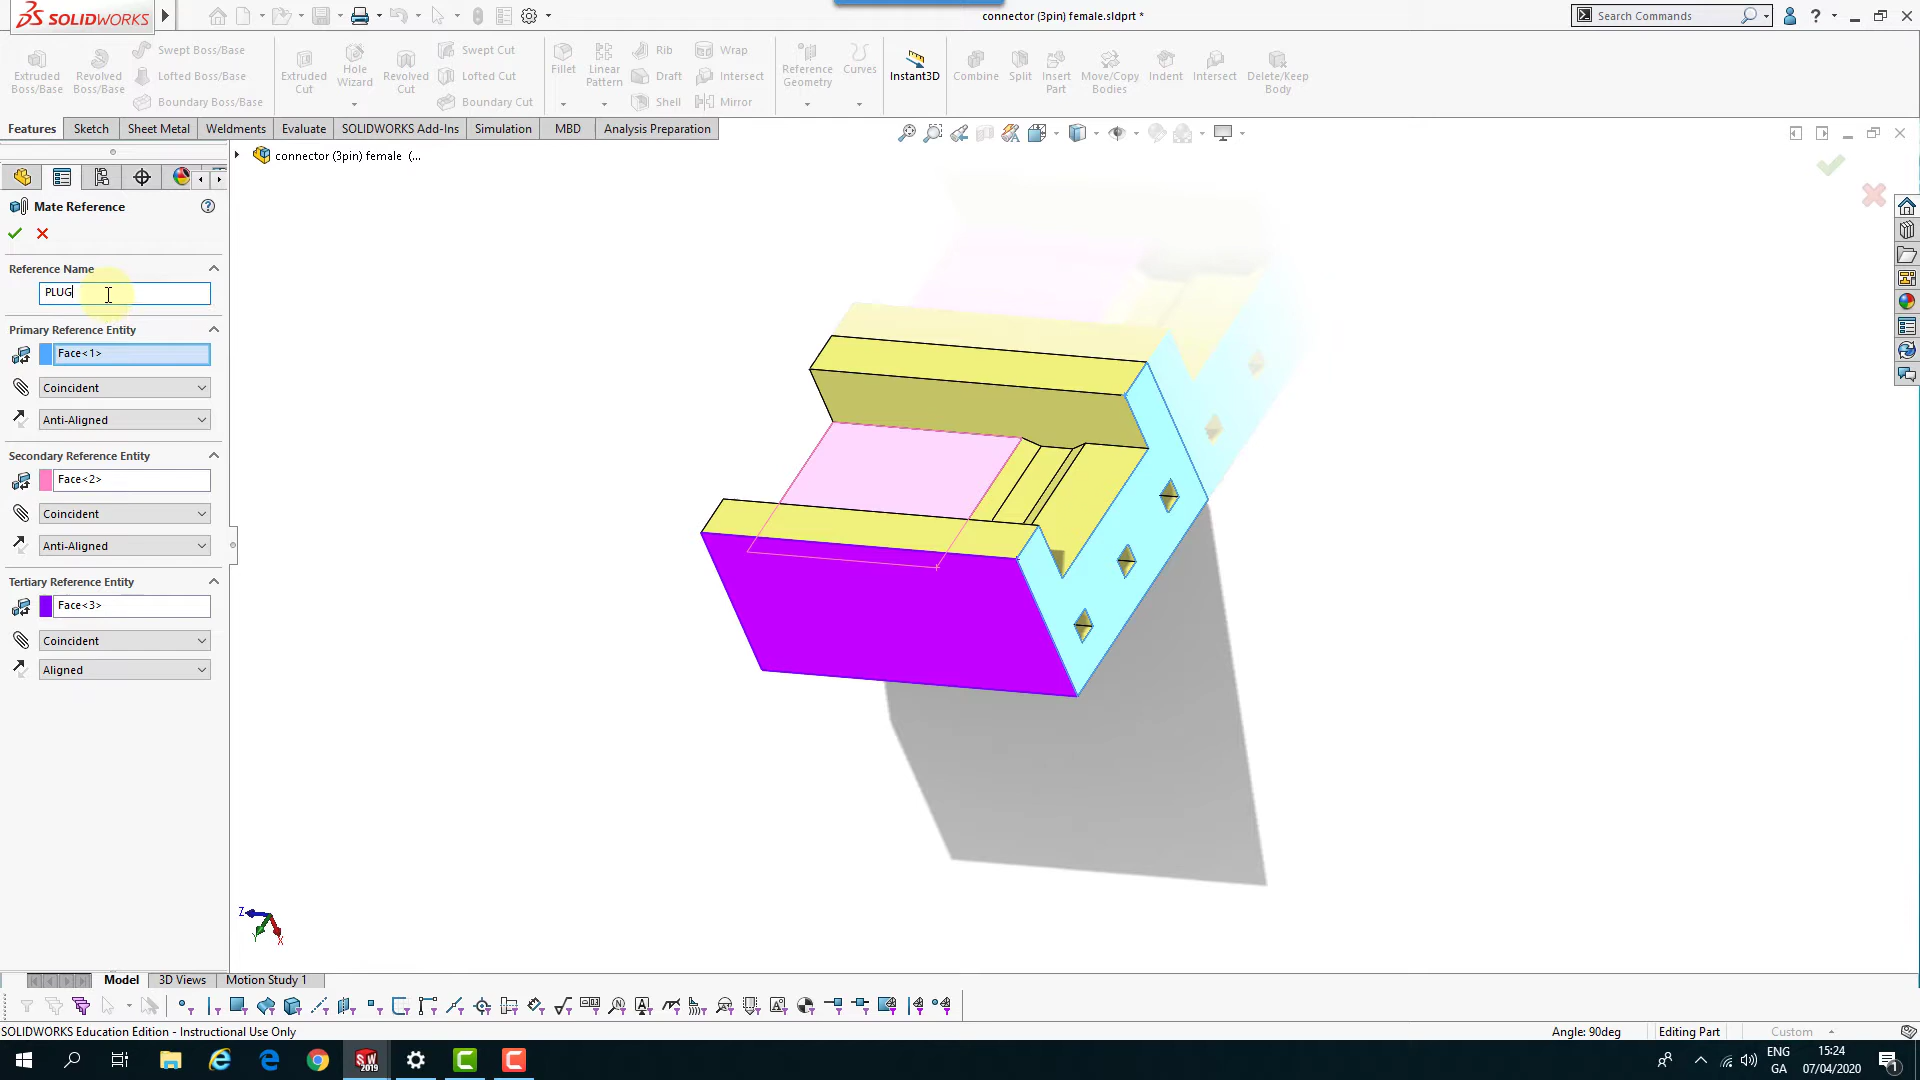 SOLIDWORKS
connector (3pin) female.sldprt *
Search Commands
Extruded Boss/Base
Revolved Boss/Base
Swept Boss/Base
Lofted Boss/Base
Boundary Boss/Base
Extruded Cut
Hole Wizard
Revolved Cut
Swept Cut
Lofted Cut
Boundary Cut
Fillet
Linear Pattern
Rib
Draft
Shell
Wrap
Intersect
Mirror
Reference Geometry
Curves
Instant3D
Combine
Split
Insert Part
Move/Copy Bodies
Indent
Intersect
Delete/Keep Body
Features
Sketch
Sheet Metal
Weldments
Evaluate
SOLIDWORKS Add-Ins
Simulation
MBD
Analysis Preparation
connector (3pin) female (...
Mate Reference
Reference Name
PLUG
Primary Reference Entity
Face<1>
Coincident
Anti-Aligned
Secondary Reference Entity
Face<2>
Coincident
Anti-Aligned
Tertiary Reference Entity
Face<3>
Coincident
Aligned
Z
Y
X
Model
3D Views
Motion Study 1
SOLIDWORKS Education Edition - Instructional Use Only
Angle: 90deg
Editing Part
Custom
SW
2019
ENG
GA
15:24
07/04/2020
1